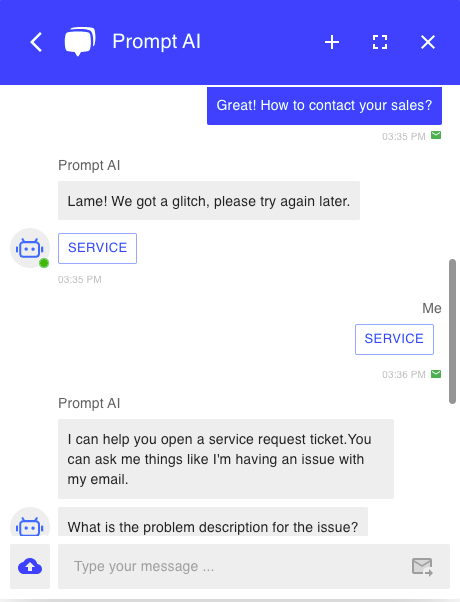 Prompt AI
Great! How to contact your sales?
03:35 PM
Prompt AI
Lame! We got a glitch, please try again later.
SERVICE
03:35 PM
Me
SERVICE
03:36 PM
Prompt AI
I can help you open a service request ticket.You
can ask me things like I'm having an issue with
my email.
What is the problem description for the issue?
Type your message ...